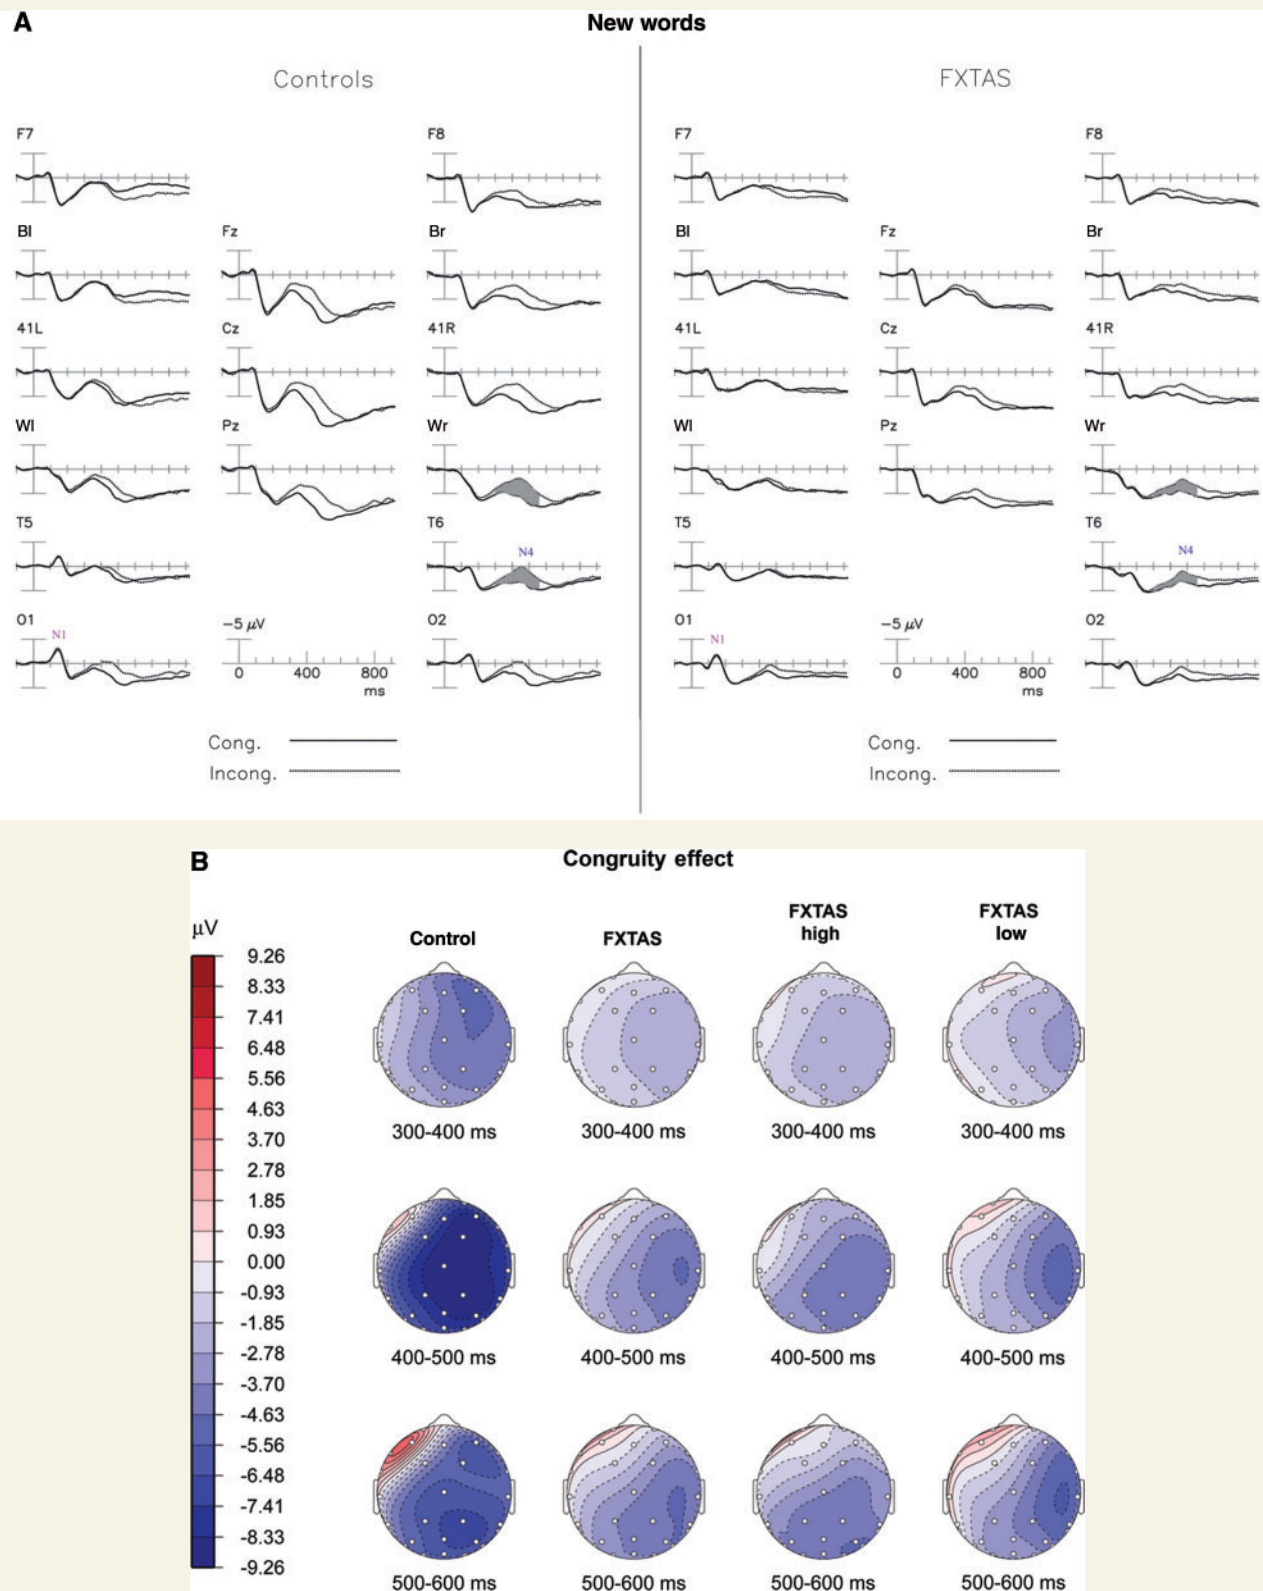 A
New words
Controls
FXTAS
F7
F8
F7
F8
Bl
Fz
Br
Bl
Fz
Br
41L
Cz
41R
41L
Cz
41R
Wl
Pz
Wr
Wl
Pz
Wr
T5
T6
T5
T6
N4
N4
O1
−5 µV
O2
O1
−5 µV
O2
N1
N1
0 400 800
0 400 800
ms
ms
Cong.
Cong.
Incong.
Incong.
B
Congruity effect
µV
Control
FXTAS
FXTAS
high
FXTAS
low
9.26
8.33
7.41
6.48
5.56
4.63
3.70
2.78
1.85
0.93
0.00
-0.93
-1.85
-2.78
-3.70
-4.63
-5.56
-6.48
-7.41
-8.33
-9.26
300-400 ms
300-400 ms
300-400 ms
300-400 ms
400-500 ms
400-500 ms
400-500 ms
400-500 ms
500-600 ms
500-600 ms
500-600 ms
500-600 ms